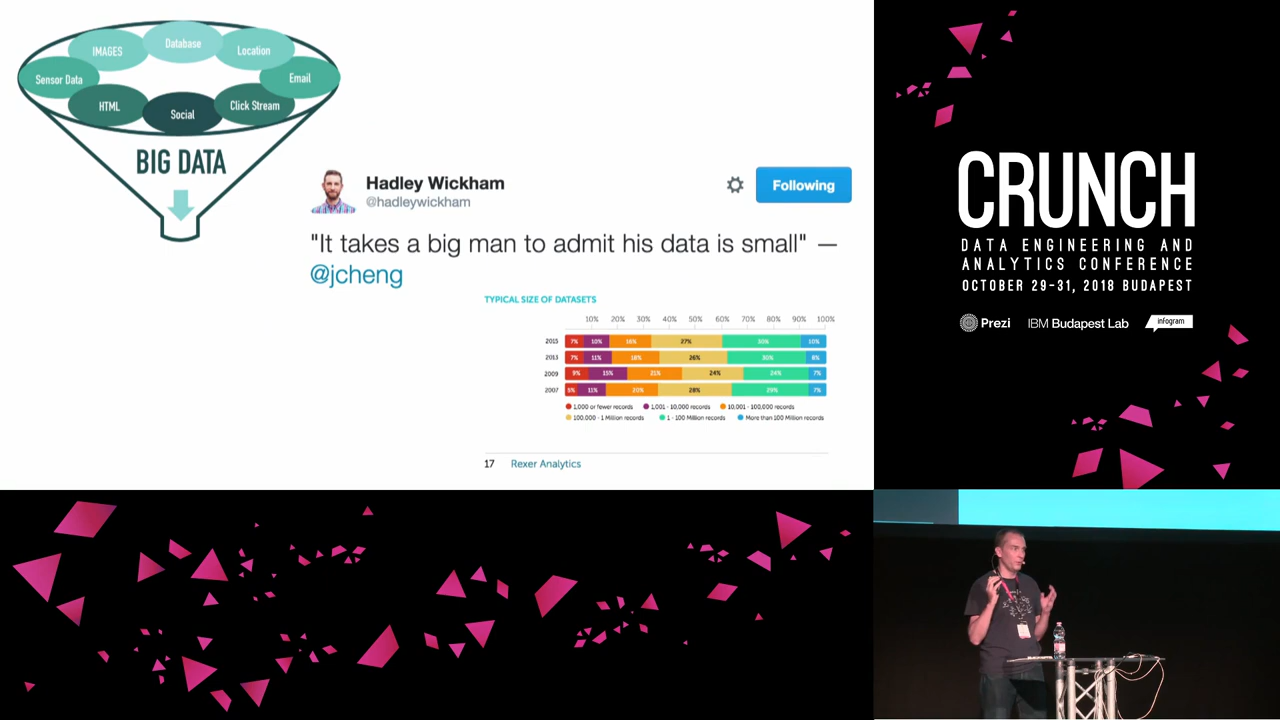 IMAGES
Database
Location
Sensor Data
Email
HTML
Social
Click Stream
BIG DATA
Hadley Wickham
@hadleywickham
Following
"It takes a big man to admit his data is small" —
@jcheng
TYPICAL SIZE OF DATASETS
10% 20% 30% 40% 50% 60% 70% 80% 90% 100%
2015 7% 10% 16% 27% 30% 10%
2013 7% 11% 18% 26% 30% 8%
2009 9% 15% 21% 24% 24% 7%
2007 5% 11% 20% 28% 29% 7%
1,000 or fewer records 1,001 - 10,000 records 10,001 - 100,000 records
100,000 - 1 Million records 1 - 100 Million records More than 100 Million records
17 Rexer Analytics
CRUNCH
DATA ENGINEERING AND
ANALYTICS CONFERENCE
OCTOBER 29-31, 2018 BUDAPEST
Prezi IBM Budapest Lab infogram